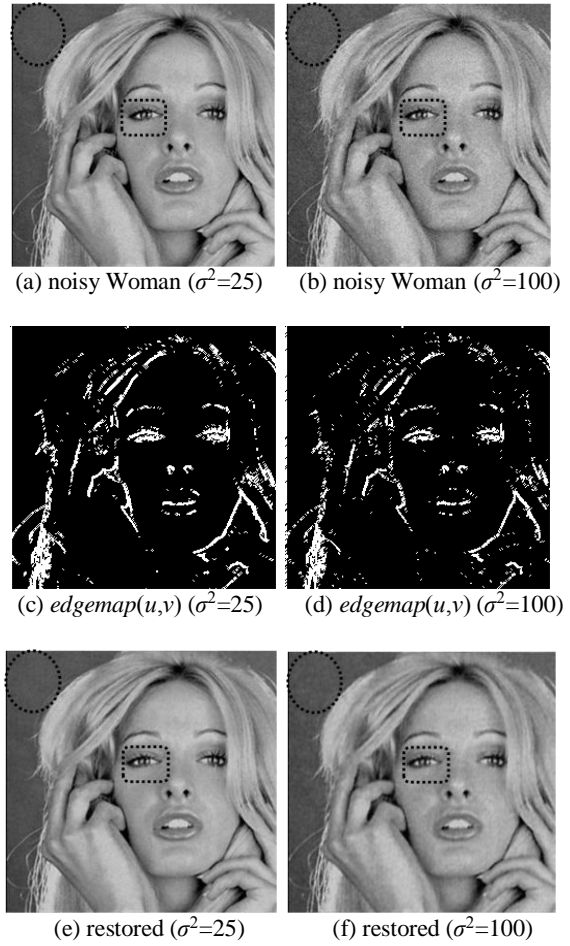 (a) noisy Woman (σ²=25)
(b) noisy Woman (σ²=100)
(c) edgemap(u,v) (σ²=25)
(d) edgemap(u,v) (σ²=100)
(e) restored (σ²=25)
(f) restored (σ²=100)